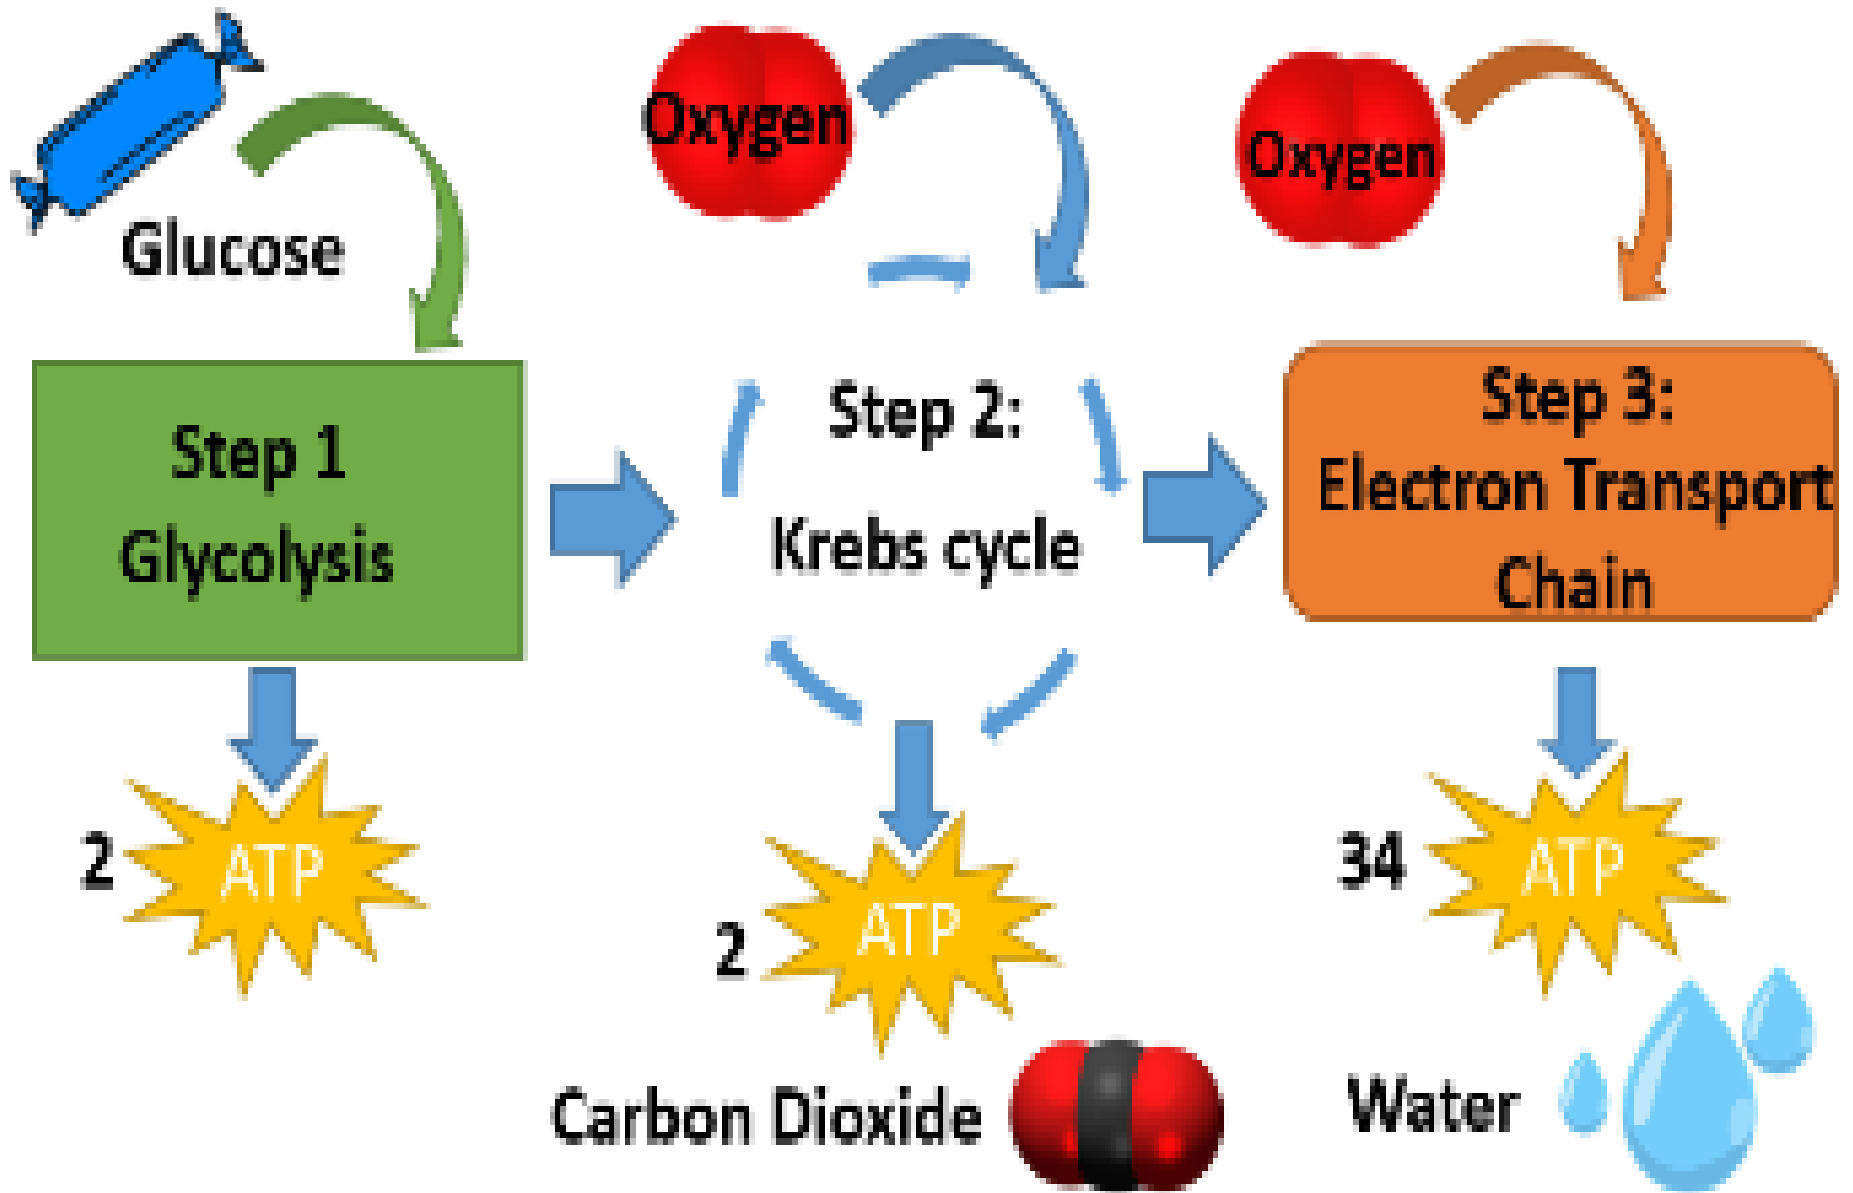 Glucose
Oxygen
Oxygen
Step 1
Glycolysis
Step 2:
Krebs cycle
Step 3:
Electron Transport
Chain
2
ATP
2
ATP
34
ATP
Carbon Dioxide
Water